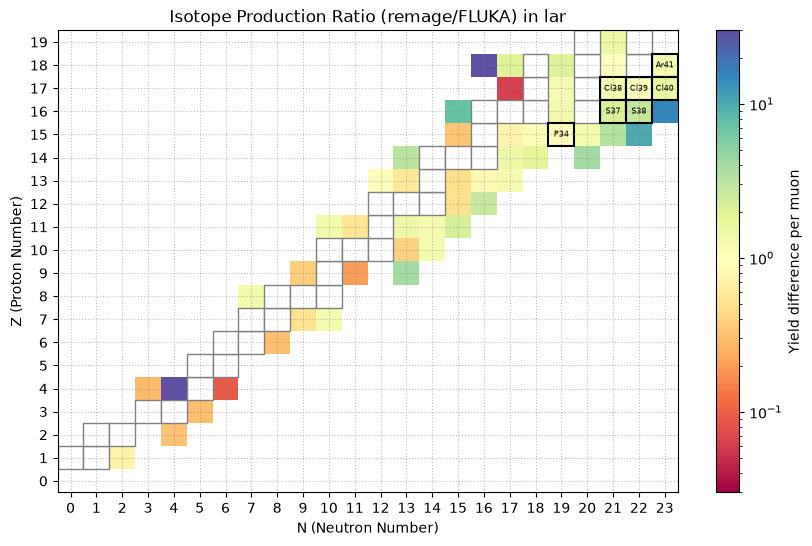 Isotope Production Ratio (remage/FLUKA) in lar
Z (Proton Number)
19
18
17
16
15
14
13
12
11
10
9
8
7
6
5
4
3
2
1
0
Ar41
Cl38 Cl39 Cl40
S37 S38
P34
0 1 2 3 4 5 6 7 8 9 10 11 12 13 14 15 16 17 18 19 20 21 22 23
N (Neutron Number)
10^1
10^0
10^-1
Yield difference per muon